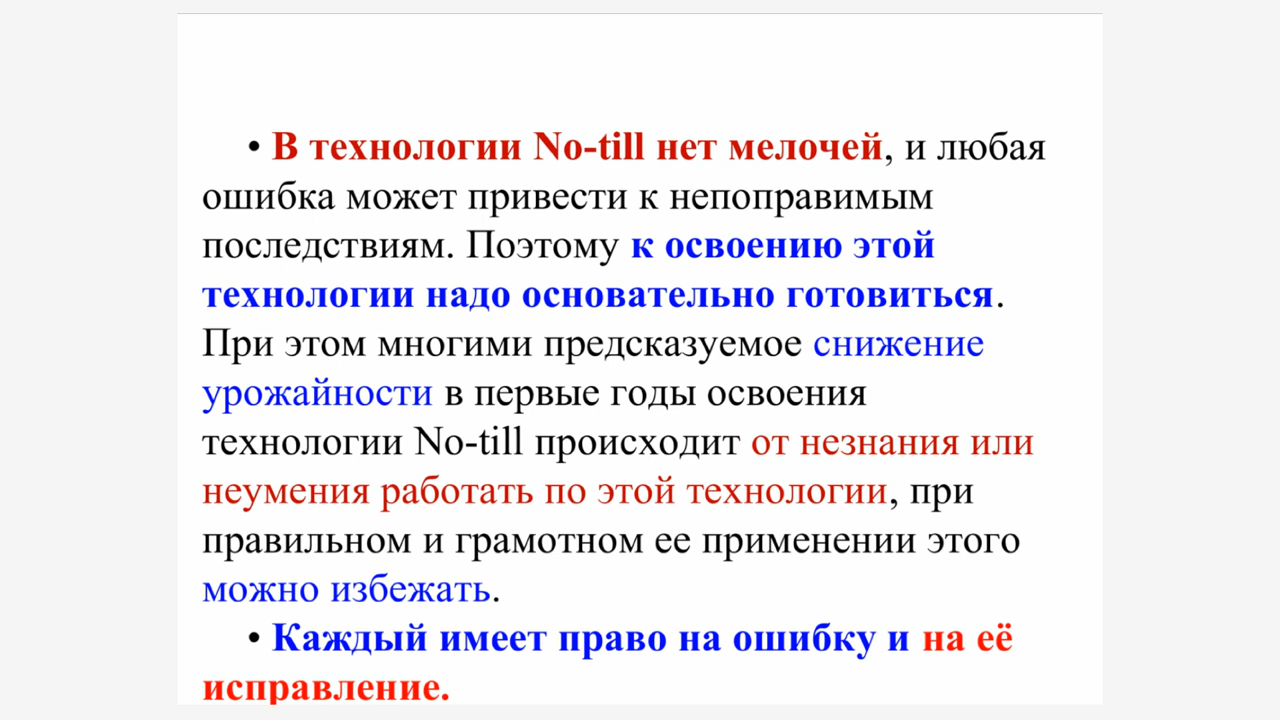 • В технологии No-till нет мелочей, и любая
ошибка может привести к непоправимым
последствиям. Поэтому к освоению этой
технологии надо основательно готовиться.
При этом многими предсказуемое снижение
урожайности в первые годы освоения
технологии No-till происходит от незнания или
неумения работать по этой технологии, при
правильном и грамотном ее применении этого
можно избежать.
• Каждый имеет право на ошибку и на её
исправление.